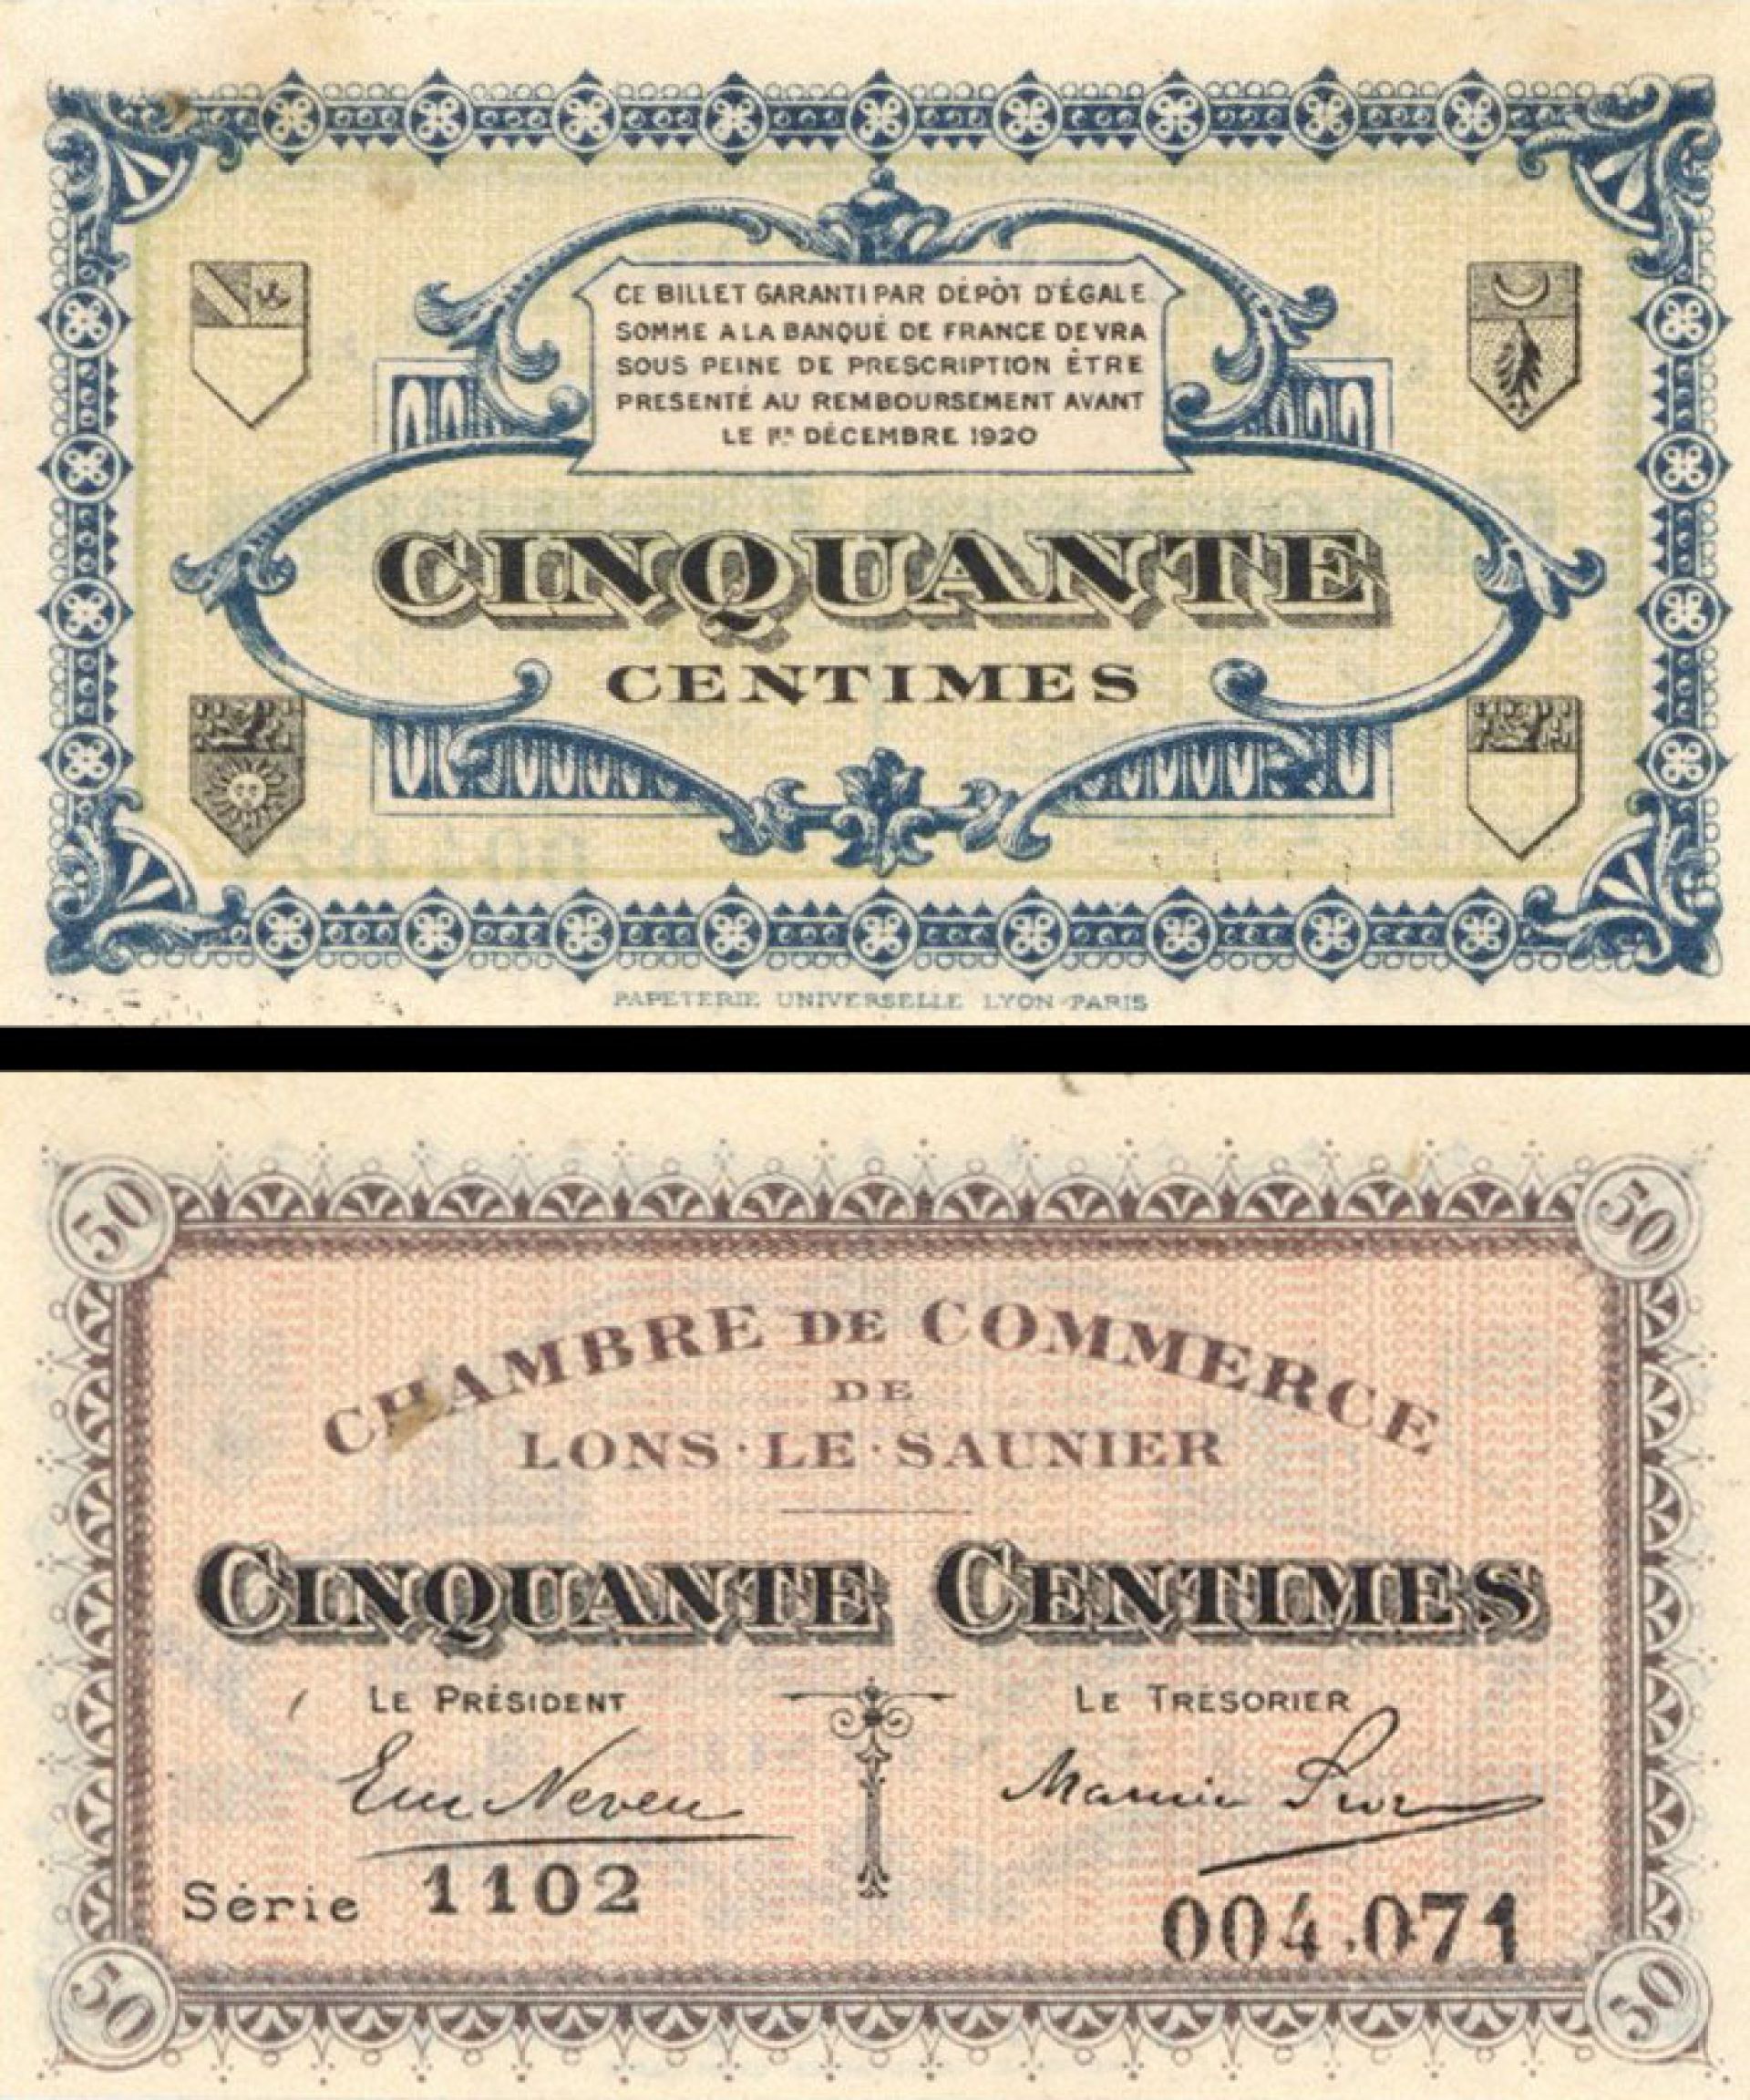 CE BILLET GARANTI PAR DÉPÔT D'ÉGALE
SOMME A LA BANQUE DE FRANCE DEVRA
SOUS PEINE DE PRESCRIPTION ÊTRE
PRESENTÉ AU REMBOURSEMENT AVANT
LE 1ER DÉCEMBRE 1920
CINQUANTE
CENTIMES
PAPETERIE UNIVERSELLE LYON-PARIS
50 50
CHAMBRE DE COMMERCE
DE
LONS·LE·SAUNIER
CINQUANTE CENTIMES
LE PRÉSIDENT LE TRÉSORIER
Série 1102 004,071
50 50